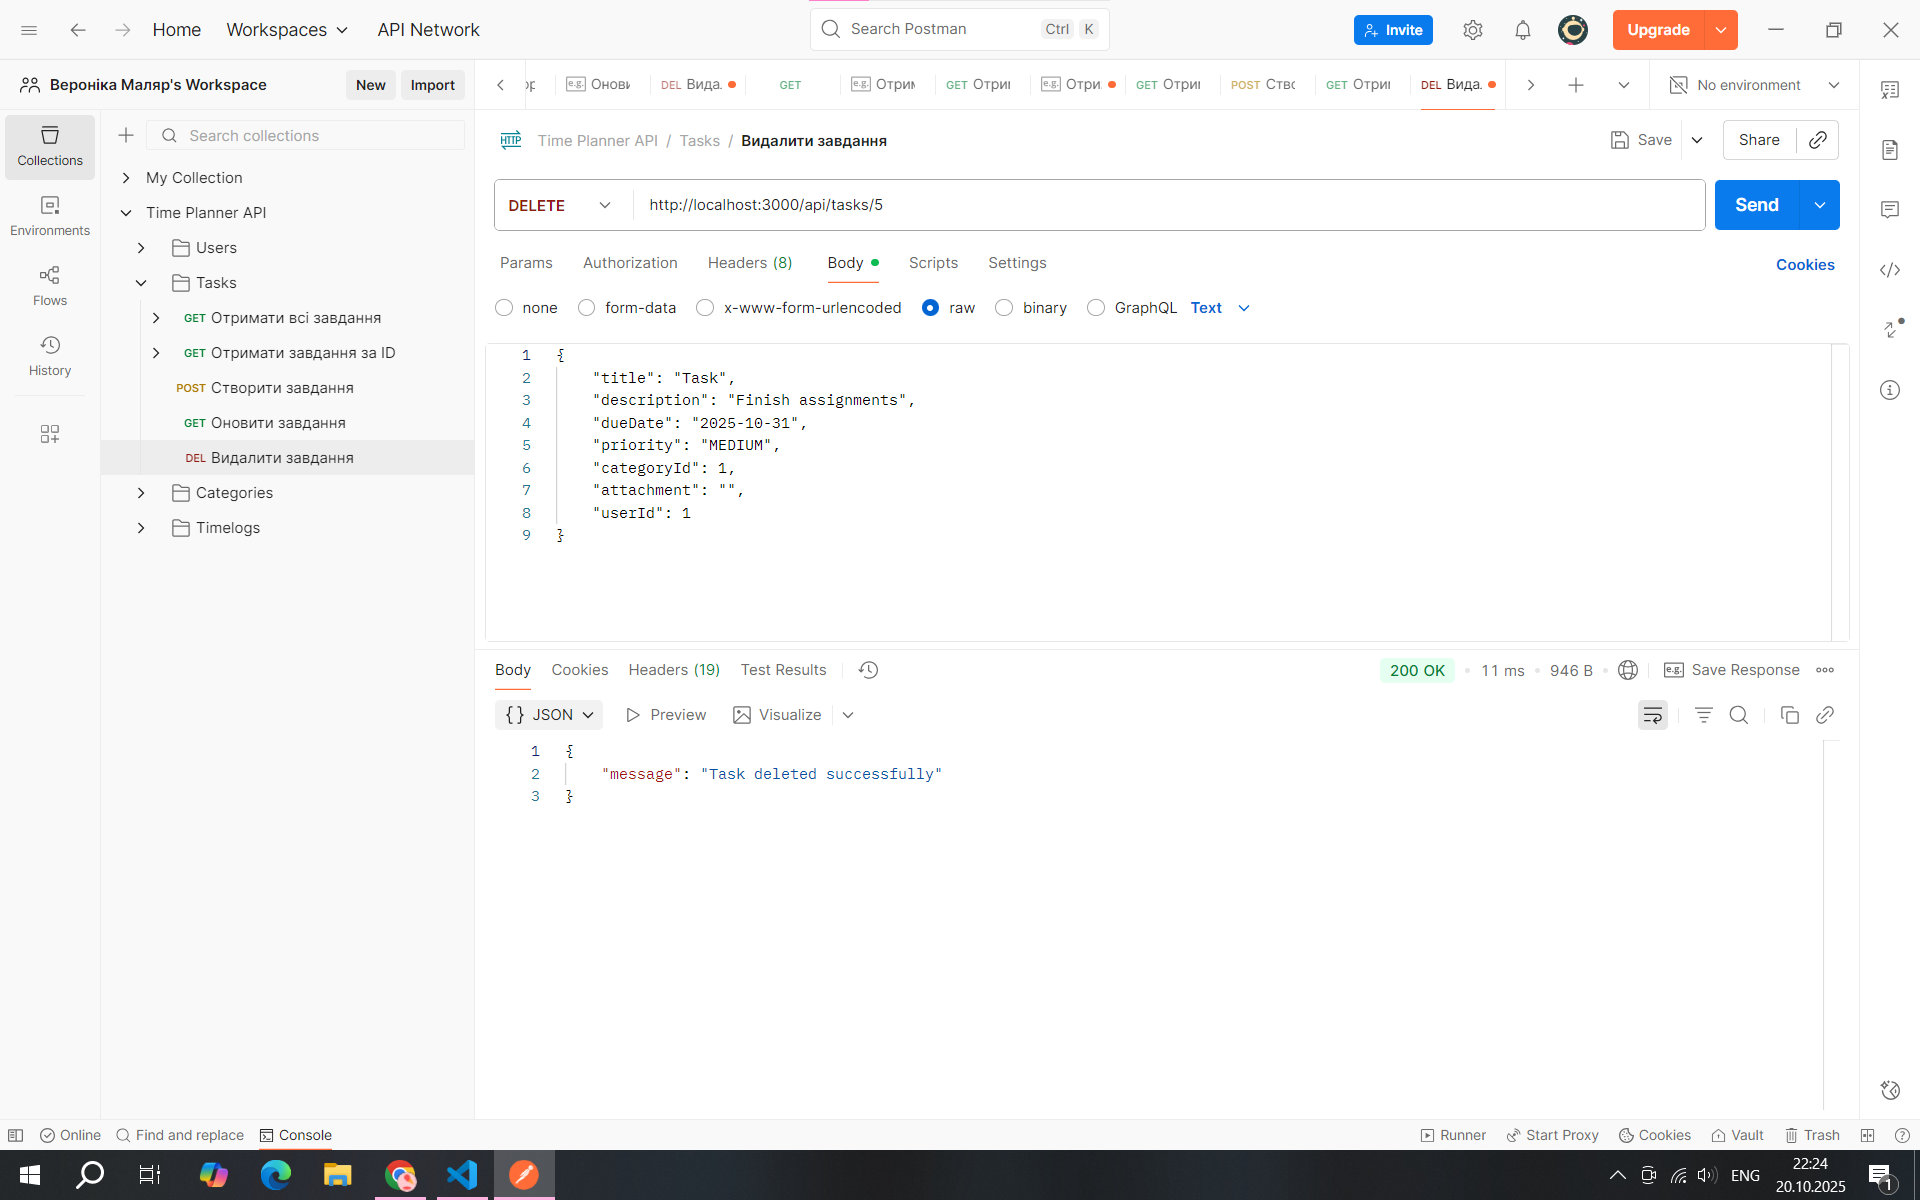 Home Workspaces API Network Search Postman Ctrl K Invite Upgrade
Вероніка Маляр's Workspace New Import
ор e.g. Онови DEL Вида. GET e.g. Отрим GET Отри e.g. Отри GET Отри POST Ство GET Отри DEL Вида. No environment
Collections
Environments
Flows
History
Search collections
My Collection
Time Planner API
Users
Tasks
GET Отримати всі завдання
GET Отримати завдання за ID
POST Створити завдання
GET Оновити завдання
DEL Видалити завдання
Categories
Timelogs
HTTP Time Planner API / Tasks / Видалити завдання Save Share
DELETE http://localhost:3000/api/tasks/5 Send
Params Authorization Headers (8) Body Scripts Settings Cookies
none form-data x-www-form-urlencoded raw binary GraphQL Text
1 {
2 "title": "Task",
3 "description": "Finish assignments",
4 "dueDate": "2025-10-31",
5 "priority": "MEDIUM",
6 "categoryId": 1,
7 "attachment": "",
8 "userId": 1
9 }
Body Cookies Headers (19) Test Results 200 OK 11 ms 946 B e.g. Save Response
{} JSON Preview Visualize
1 {
2 "message": "Task deleted successfully"
3 }
Online Find and replace Console Runner Start Proxy Cookies Vault Trash
ENG 22:24
20.10.2025 1